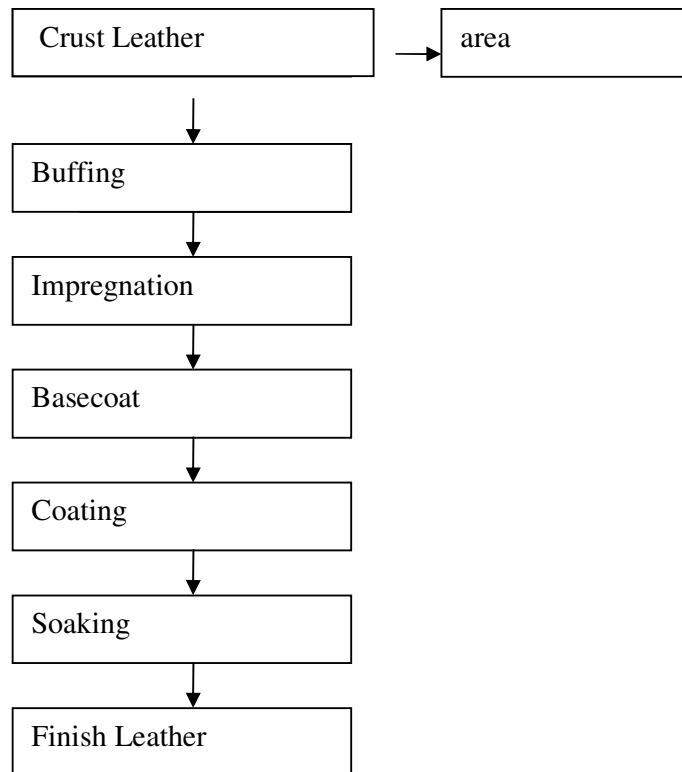 Crust Leather
area
Buffing
Impregnation
Basecoat
Coating
Soaking
Finish Leather